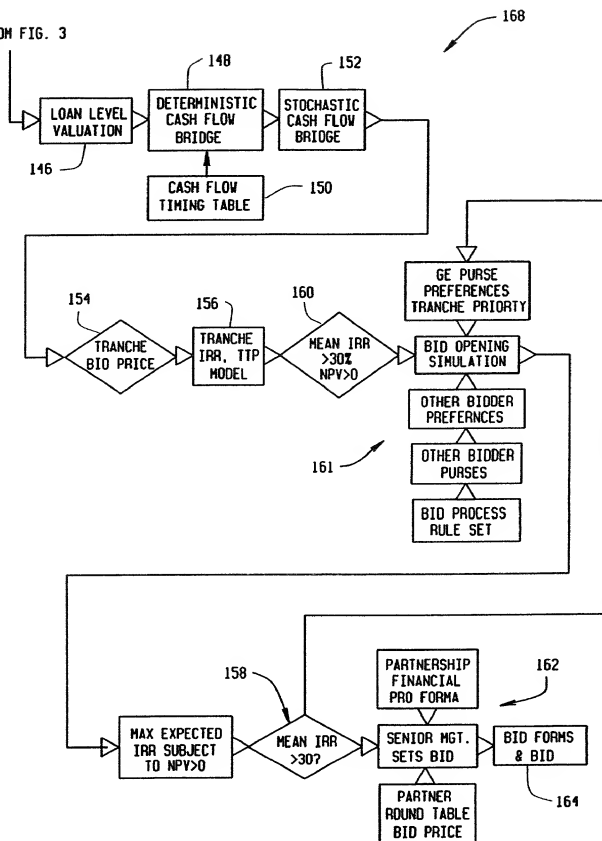 OM FIG. 3
168
148
152
LOAN LEVEL
VALUATION
146
DETERMINISTIC
CASH FLOW
BRIDGE
STOCHASTIC
CASH FLOW
BRIDGE
CASH FLOW
TIMING TABLE
150
154
TRANCHE
BIO PRICE
156
TRANCHE
IRR, TTP
MODEL
160
MEAN IRR
>30%
NPV>0
GE PURSE
PREFERENCES
TRANCHE PRIORTY
BID OPENING
SIMULATION
OTHER BIDDER
PREFERNCES
161
OTHER BIDDER
PURSES
BID PROCESS
RULE SET
158
MAX EXPECTED
IRR SUBJECT
TO NPV>0
MEAN IRR
>30?
PARTNERSHIP
FINANCIAL
PRO FORMA
162
SENIOR MGT.
SETS BID
BID FORMS
& BID
164
PARTNER
ROUND TABLE
BID PRICE